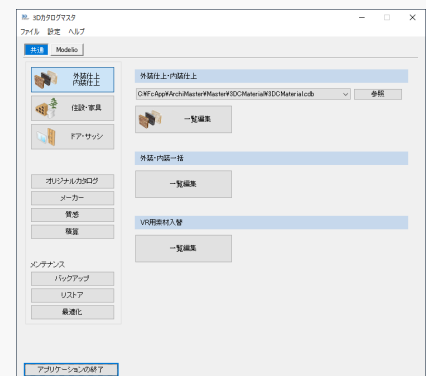 3Dカタログマスタ
ファイル 設定 ヘルプ
共通 Modelio
外装仕上
内装仕上
住設・家具
ドア・サッシ
オリジナルカタログ
メーカー
質感
積算
メンテナンス
バックアップ
リストア
最適化
アプリケーションの終了
外装仕上・内装仕上
C:¥FcApp¥ArchiMaster¥Master¥3DCMaterial¥3DCMaterial.cdb 参照
一覧編集
外装・内装一括
一覧編集
VR用素材入替
一覧編集